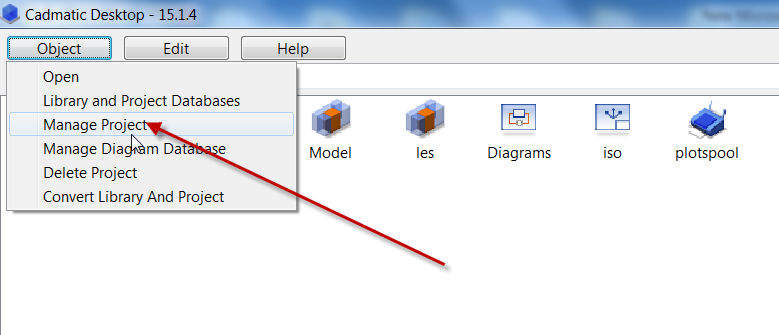 Cadmatic Desktop - 15.1.4
Object Edit Help
Open
Library and Project Databases
Manage Project
Manage Diagram Database
Delete Project
Convert Library And Project
Model les Diagrams iso plotspool